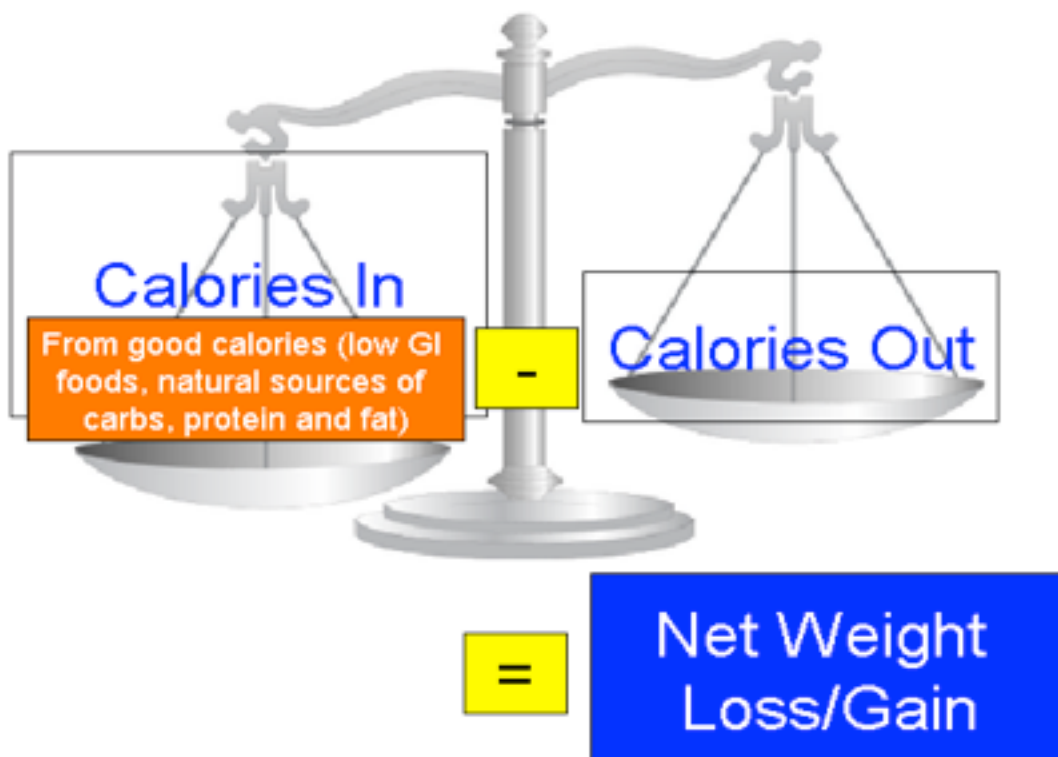 Calories In
From good calories (low GI
foods, natural sources of
carbs, protein and fat)
-
Calories Out
=
Net Weight
Loss/Gain